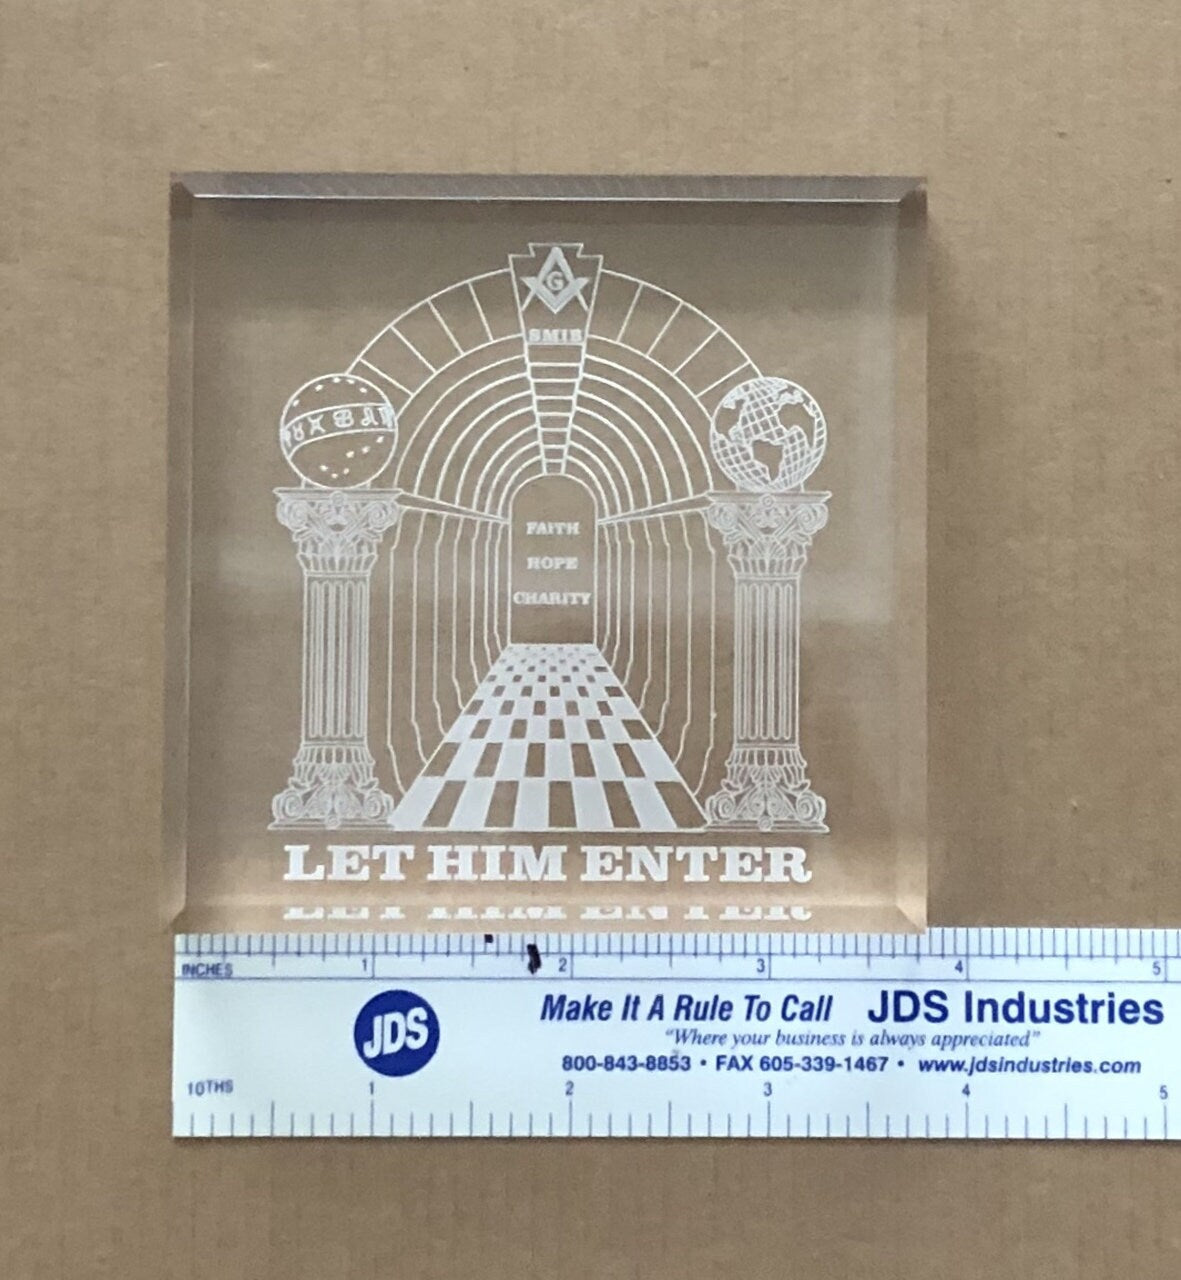 G
SMIB
FAITH
HOPE
CHARITY
LET HIM ENTER
INCHES 1 2 3 4 5
JDS
Make It A Rule To Call JDS Industries
"Where your business is always appreciated"
800-843-8853 • FAX 605-339-1467 • www.jdsindustries.com
10THS 1 2 3 4 5